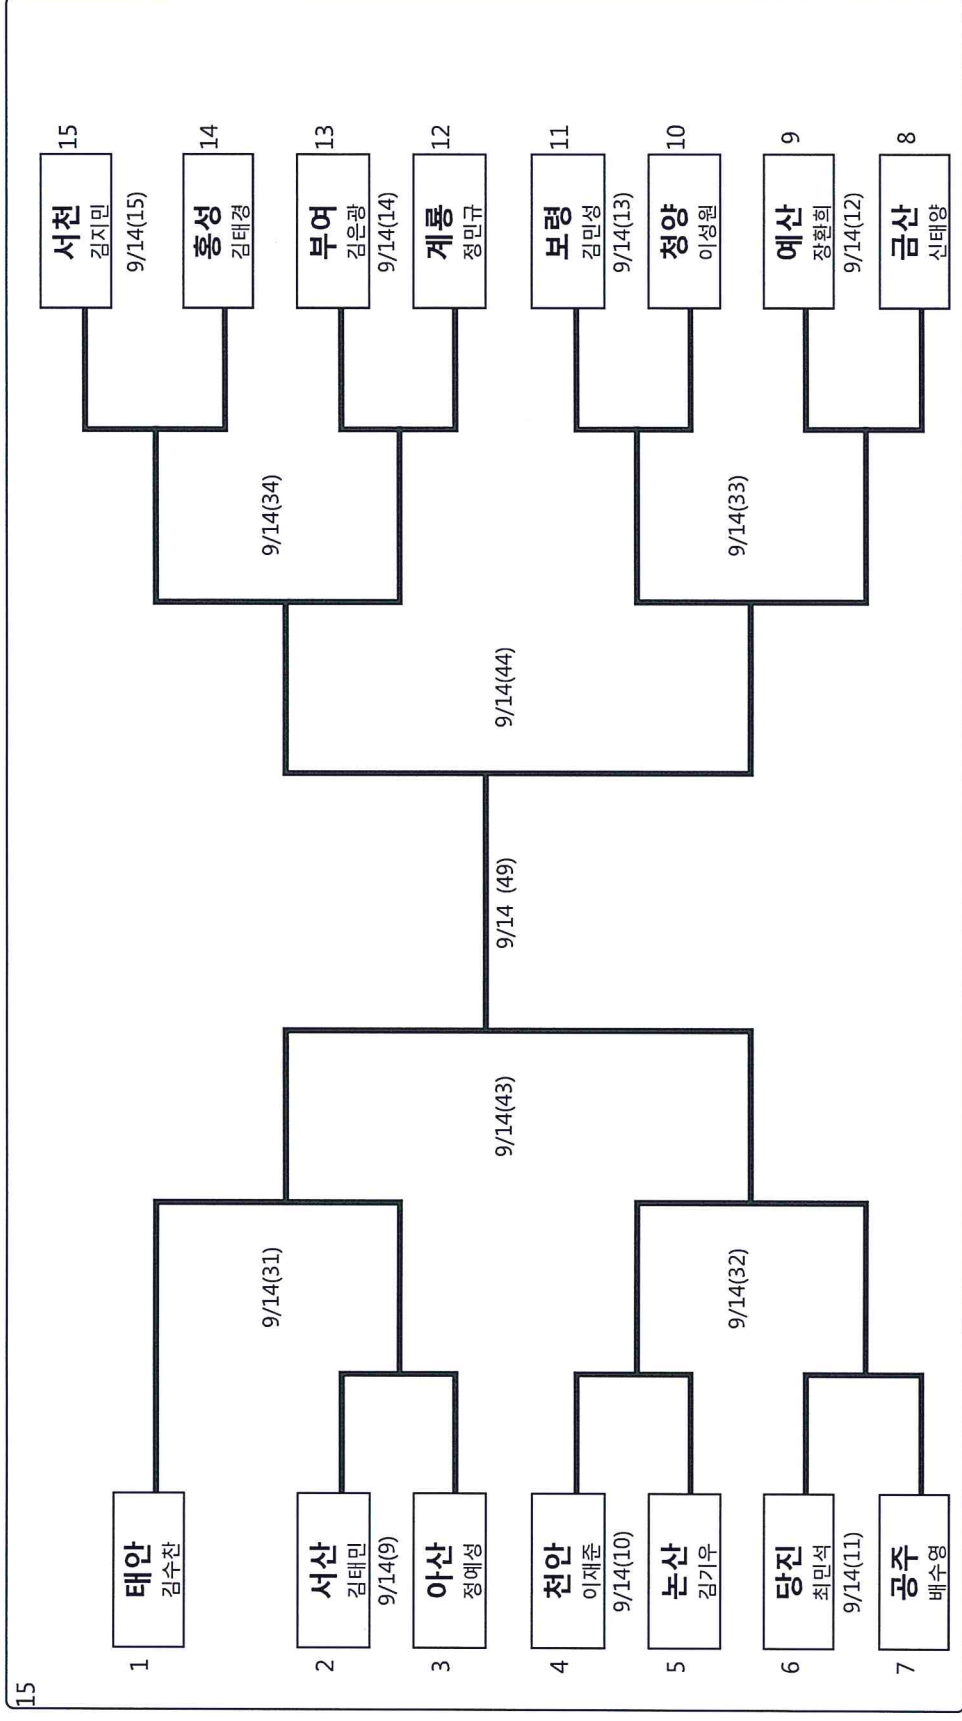 15
1
태안
김수찬
9/14(31)
2
서산
김태민
9/14(9)
3
아산
정예성
9/14(43)
4
천안
이재준
9/14(10)
5
논산
김기우
9/14(32)
6
당진
최민석
9/14(11)
7
공주
배수영
9/14 (49)
15
서천
김지민
9/14(15)
14
홍성
김태경
9/14(34)
13
부여
김은광
9/14(14)
12
계룡
정민규
9/14(44)
11
보령
김민성
9/14(13)
10
청양
이성원
9/14(33)
9
예산
장환희
9/14(12)
8
금산
신태양